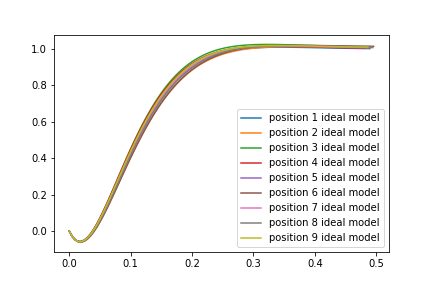 1.0
0.8
0.6
0.4
0.2
0.0
position 1 ideal model
position 2 ideal model
position 3 ideal model
position 4 ideal model
position 5 ideal model
position 6 ideal model
position 7 ideal model
position 8 ideal model
position 9 ideal model
0.0 0.1 0.2 0.3 0.4 0.5